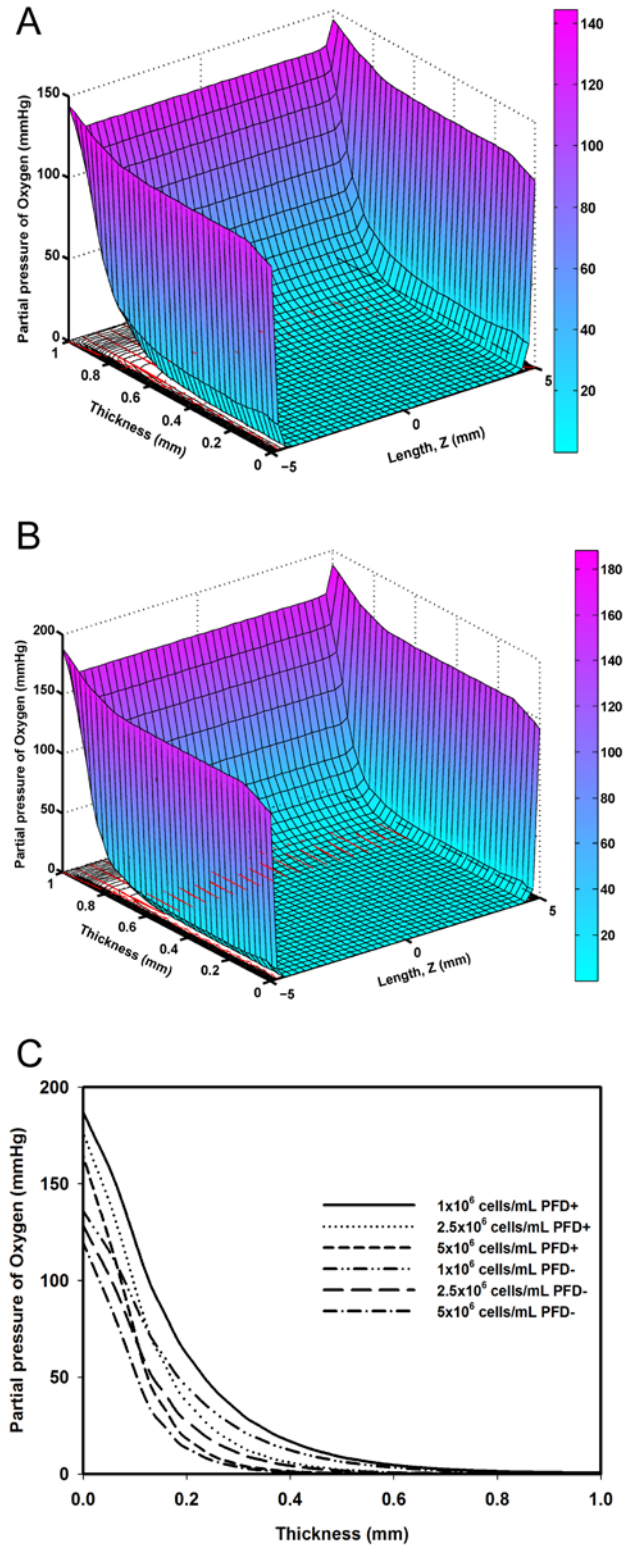 A
Partial pressure of Oxygen (mmHg)
150
100
50
0
1
0.8
0.6
0.4
0.2
0
Thickness (mm)
−5
0
5
Length, Z (mm)
140
120
100
80
60
40
20
B
Partial pressure of Oxygen (mmHg)
200
150
100
50
0
1
0.8
0.6
0.4
0.2
0
Thickness (mm)
−5
0
5
Length, Z (mm)
180
160
140
120
100
80
60
40
20
C
Partial pressure of Oxygen (mmHg)
200
150
100
50
0
1x10⁶ cells/mL PFD+
2.5x10⁶ cells/mL PFD+
5x10⁶ cells/mL PFD+
1x10⁶ cells/mL PFD-
2.5x10⁶ cells/mL PFD-
5x10⁶ cells/mL PFD-
0.0 0.2 0.4 0.6 0.8 1.0
Thickness (mm)